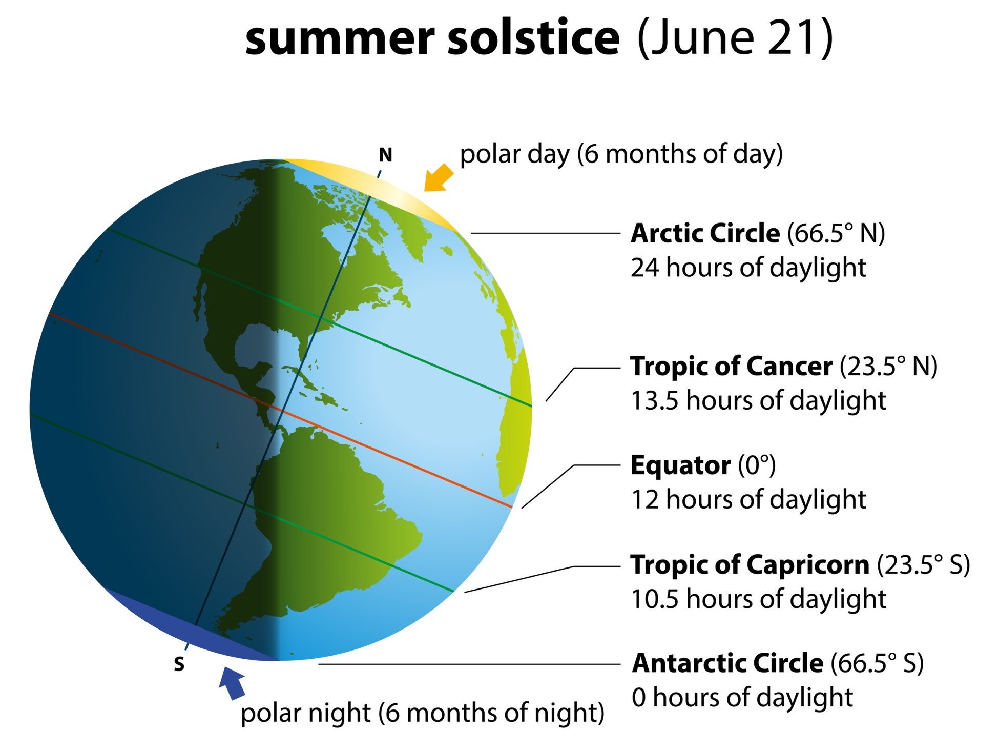 summer solstice (June 21)
N
polar day (6 months of day)
Arctic Circle (66.5° N)
24 hours of daylight
Tropic of Cancer (23.5° N)
13.5 hours of daylight
Equator (0°)
12 hours of daylight
Tropic of Capricorn (23.5° S)
10.5 hours of daylight
S
Antarctic Circle (66.5° S)
0 hours of daylight
polar night (6 months of night)